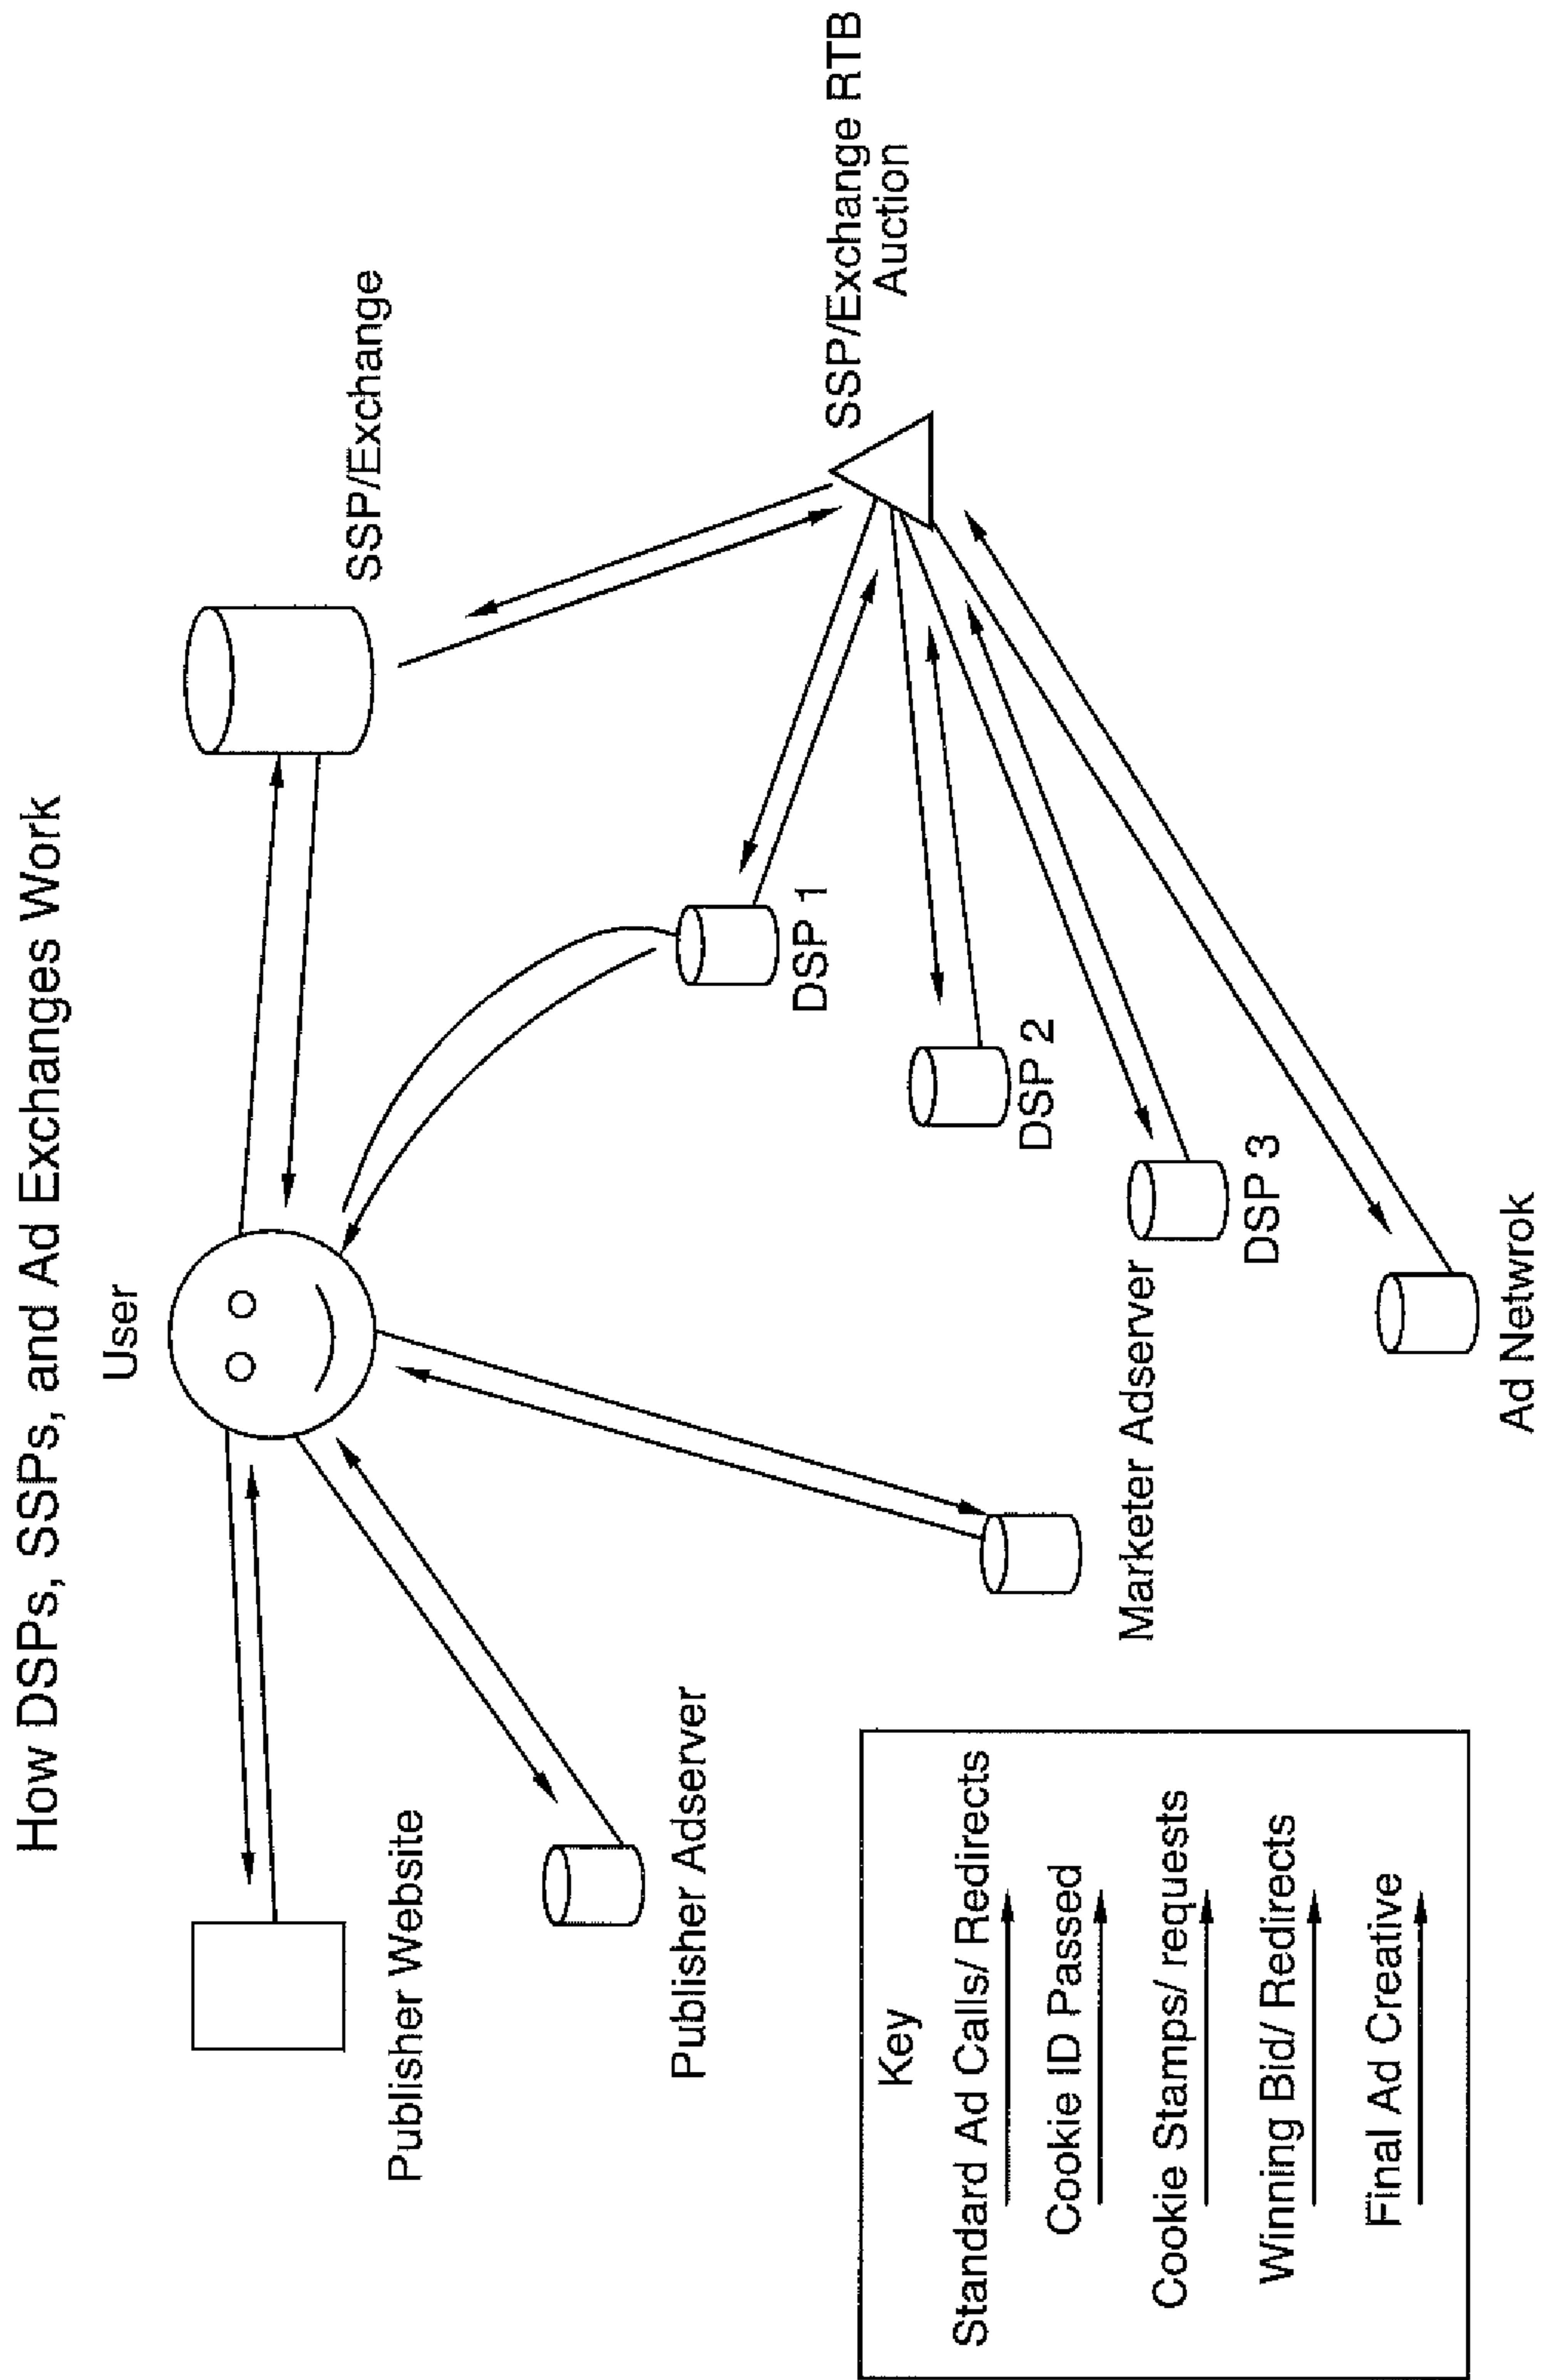 How DSPs, SSPs, and Ad Exchanges Work
User
SSP/Exchange
Publisher Website
Publisher Adserver
DSP 1
SSP/Exchange RTB
Auction
DSP 2
Marketer Adserver
DSP 3
Ad Netwrok
Key
Standard Ad Calls/ Redirects
Cookie ID Passed
Cookie Stamps/ requests
Winning Bid/ Redirects
Final Ad Creative